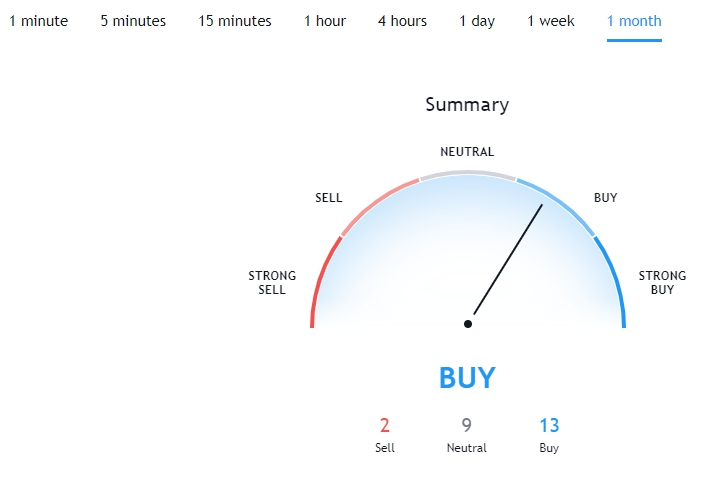 1 minute 5 minutes 15 minutes 1 hour 4 hours 1 day 1 week 1 month
Summary
NEUTRAL
SELL BUY
STRONG SELL STRONG BUY
BUY
2 9 13
Sell Neutral Buy